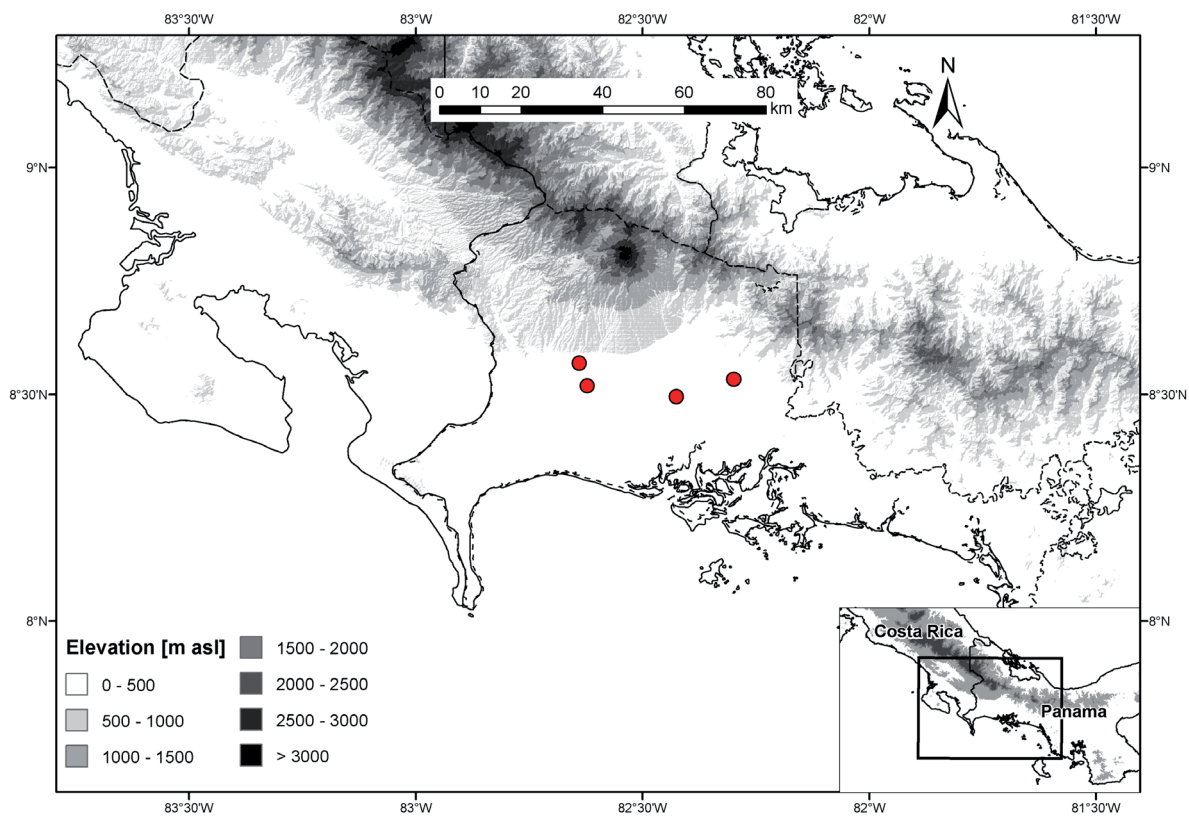 83°30'W 83°W 82°30'W 82°W 81°30'W
N
0 10 20 40 60 80
km
9°N 9°N
8°30'N 8°30'N
8°N 8°N
Elevation [m asl]
0 - 500
500 - 1000
1000 - 1500
1500 - 2000
2000 - 2500
2500 - 3000
> 3000
Costa Rica
Panama
83°30'W 83°W 82°30'W 82°W 81°30'W